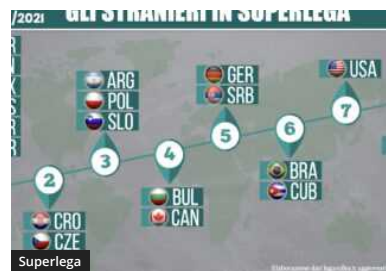 /2021
GLI STRANIERI IN SUPERLEGA
ARG
POL
SLO
GER
SRB
USA
2
3
4
5
6
7
CRO
CZE
BUL
CAN
BRA
CUB
Superlega